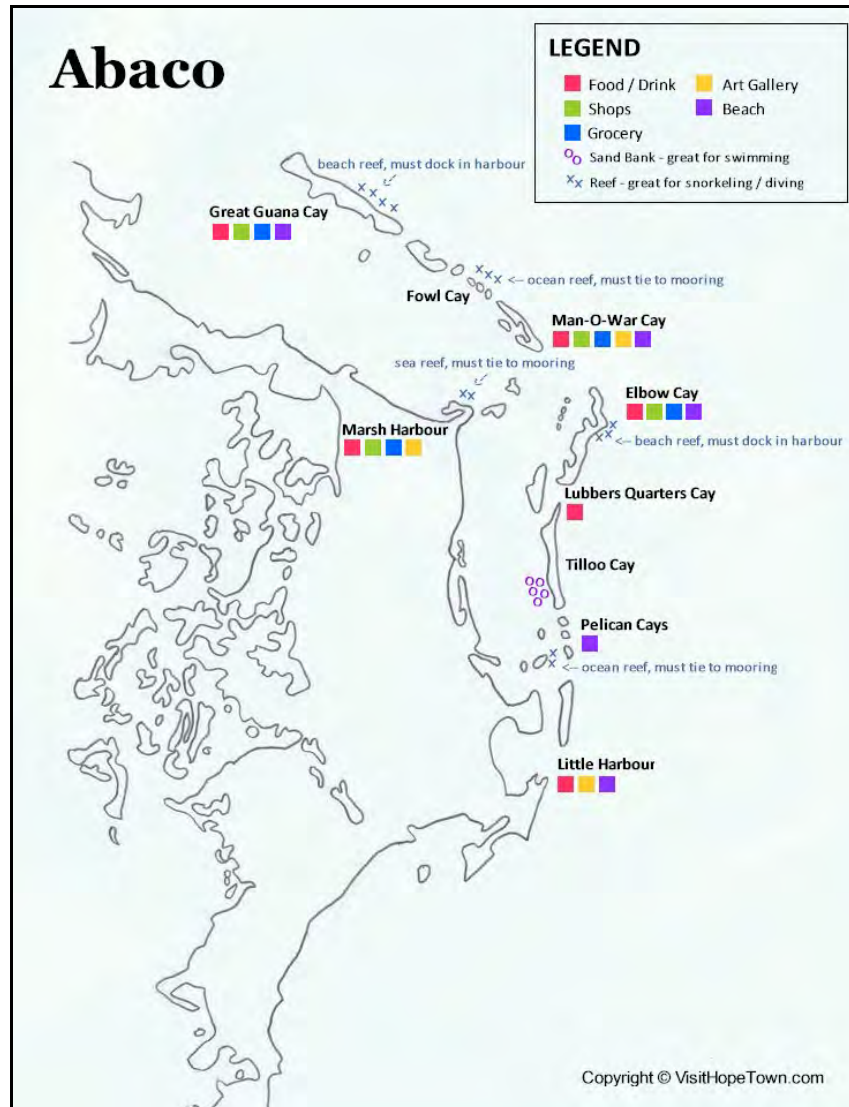 Abaco
LEGEND
Food / Drink
Art Gallery
Shops
Beach
Grocery
Sand Bank - great for swimming
Reef - great for snorkeling / diving
beach reef, must dock in harbour
Great Guana Cay
<-- ocean reef, must tie to mooring
Fowl Cay
Man-O-War Cay
sea reef, must tie to mooring
Elbow Cay
Marsh Harbour
<-- beach reef, must dock in harbour
Lubbers Quarters Cay
Tilloo Cay
Pelican Cays
<-- ocean reef, must tie to mooring
Little Harbour
Copyright © VisitHopeTown.com